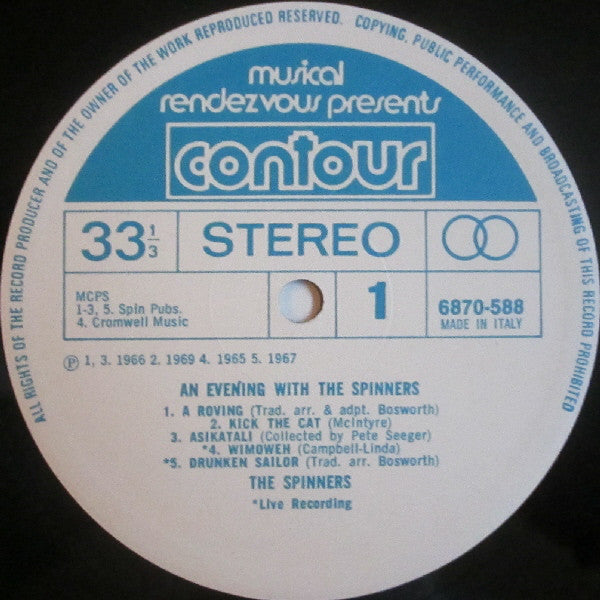 ALL RIGHTS OF THE RECORD PRODUCER AND OF THE OWNER OF THE WORK REPRODUCED RESERVED. COPYING, PUBLIC PERFORMANCE AND BROADCASTING OF THIS RECORD PROHIBITED
musical
rendezvous presents
contour
33 1/3
STEREO
MCPS
1-3, 5. Spin Pubs.
4. Cromwell Music
1
6870-588
MADE IN ITALY
Ⓟ 1, 3. 1966 2. 1969 4. 1965 5. 1967
AN EVENING WITH THE SPINNERS
1. A ROVING (Trad. arr. & adpt. Bosworth)
2. KICK THE CAT (McIntyre)
3. ASIKATALI (Collected by Pete Seeger)
*4. WIMOWEH (Campbell-Linda)
*5. DRUNKEN SAILOR (Trad. arr. Bosworth)
THE SPINNERS
*Live Recording